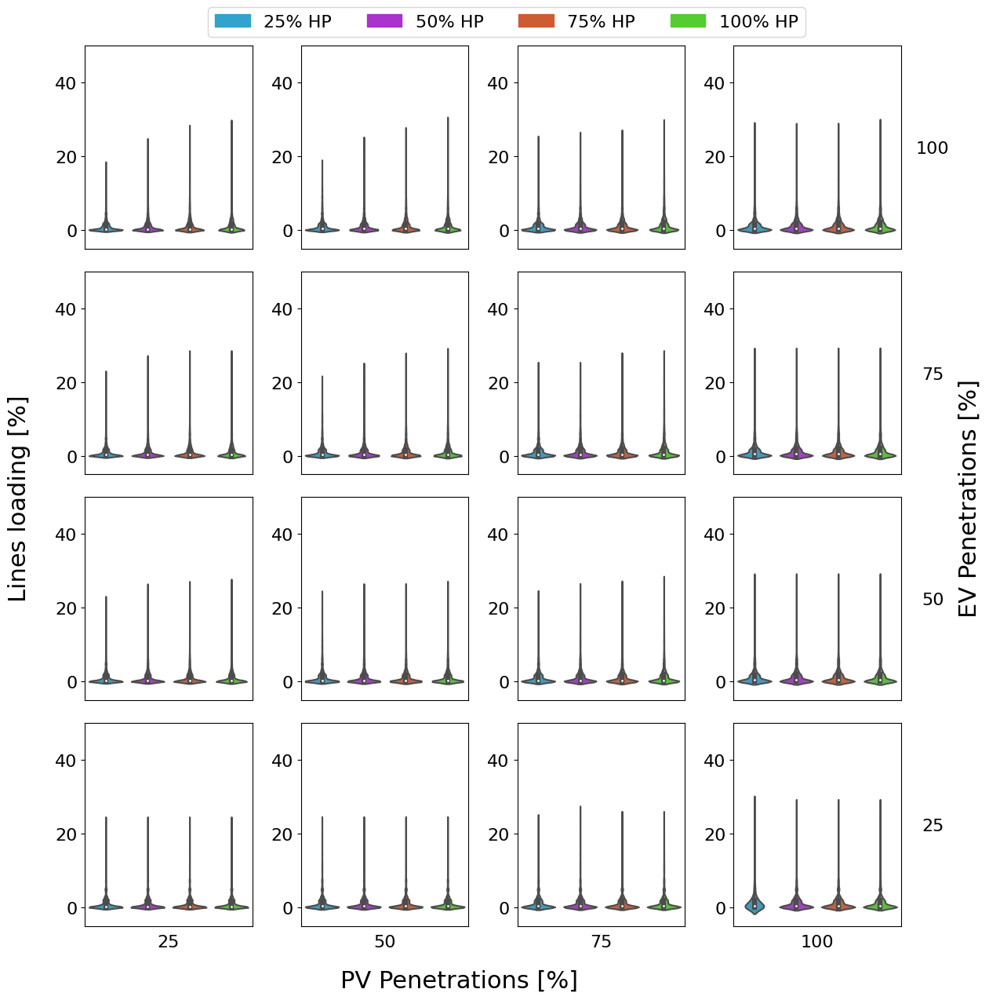 25% HP 50% HP 75% HP 100% HP
40 40 40 40
20 20 20 20 100
0 0 0 0
40 40 40 40
20 20 20 20 75
0 0 0 0
Lines loading [%]
EV Penetrations [%]
40 40 40 40
20 20 20 20 50
0 0 0 0
40 40 40 40
20 20 20 20 25
0 0 0 0
25 50 75 100
PV Penetrations [%]